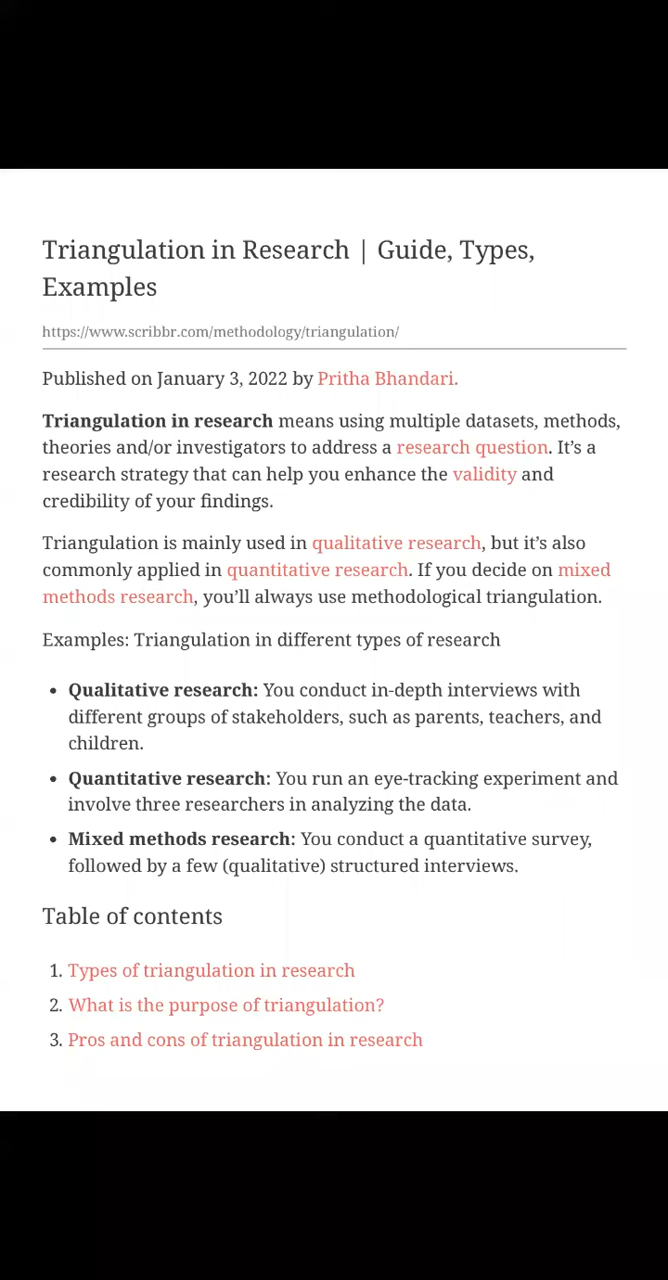 Triangulation in Research | Guide, Types,
Examples
https://www.scribbr.com/methodology/triangulation/
Published on January 3, 2022 by Pritha Bhandari.
Triangulation in research means using multiple datasets, methods,
theories and/or investigators to address a research question. It’s a
research strategy that can help you enhance the validity and
credibility of your findings.
Triangulation is mainly used in qualitative research, but it’s also
commonly applied in quantitative research. If you decide on mixed
methods research, you’ll always use methodological triangulation.
Examples: Triangulation in different types of research
• Qualitative research: You conduct in-depth interviews with
different groups of stakeholders, such as parents, teachers, and
children.
• Quantitative research: You run an eye-tracking experiment and
involve three researchers in analyzing the data.
• Mixed methods research: You conduct a quantitative survey,
followed by a few (qualitative) structured interviews.
Table of contents
1. Types of triangulation in research
2. What is the purpose of triangulation?
3. Pros and cons of triangulation in research